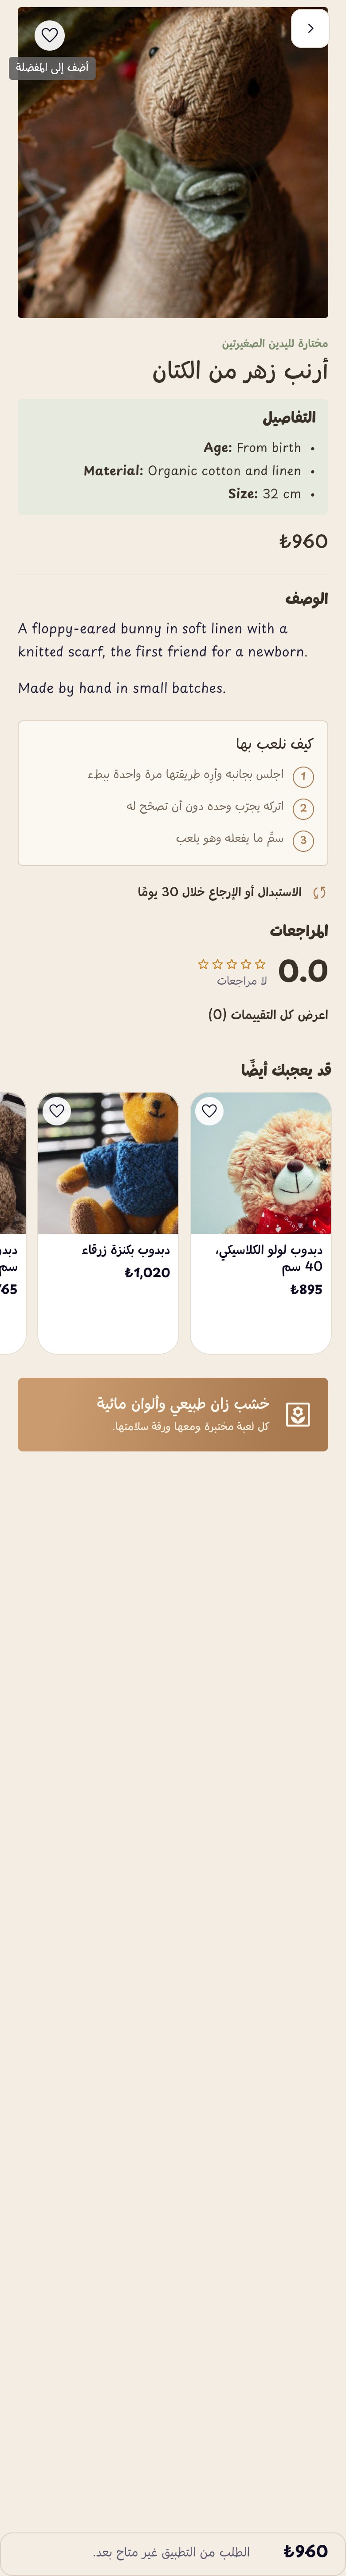 أضف إلى المفضلة
مختارة لليدين الصغيرتين
أرنب زهر من الكتان
التفاصيل
• Age: From birth
• Material: Organic cotton and linen
• Size: 32 cm
₺960
الوصف
A floppy-eared bunny in soft linen with a
knitted scarf, the first friend for a newborn.
Made by hand in small batches.
كيف نلعب بها
1 اجلس بجانبه وأره طريقتها مرة واحدة ببطء
2 اتركه يجرّب وحده دون أن تصحّح له
3 سمِّ ما يفعله وهو يلعب
الاستبدال أو الإرجاع خلال 30 يومًا
المراجعات
0.0
لا مراجعات
اعرض كل التقييمات (0)
قد يعجبك أيضًا
دبدوب لولو الكلاسيكي،
40 سم
₺895
دبدوب بكنزة زرقاء
₺1,020
خشب زان طبيعي وألوان مائية
كل لعبة مختبرة ومعها ورقة سلامتها.
₺960
الطلب من التطبيق غير متاح بعد.